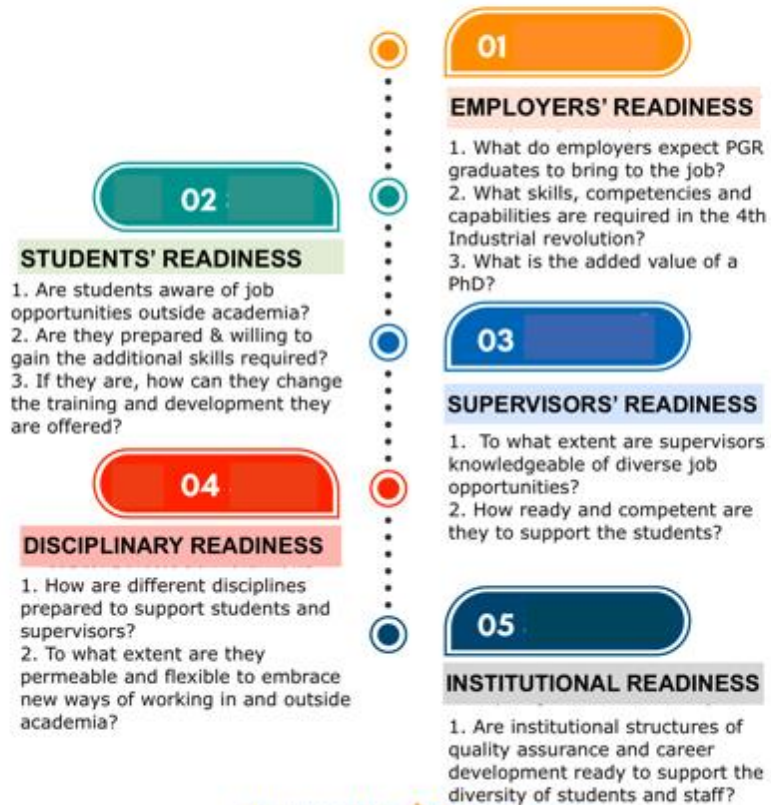 01
EMPLOYERS' READINESS
1. What do employers expect PGR
graduates to bring to the job?
2. What skills, competencies and
capabilities are required in the 4th
Industrial revolution?
3. What is the added value of a
PhD?
02
STUDENTS' READINESS
1. Are students aware of job
opportunities outside academia?
2. Are they prepared & willing to
gain the additional skills required?
3. If they are, how can they change
the training and development they
are offered?
03
SUPERVISORS' READINESS
1. To what extent are supervisors
knowledgeable of diverse job
opportunities?
2. How ready and competent are
they to support the students?
04
DISCIPLINARY READINESS
1. How are different disciplines
prepared to support students and
supervisors?
2. To what extent are they
permeable and flexible to embrace
new ways of working in and outside
academia?
05
INSTITUTIONAL READINESS
1. Are institutional structures of
quality assurance and career
development ready to support the
diversity of students and staff?